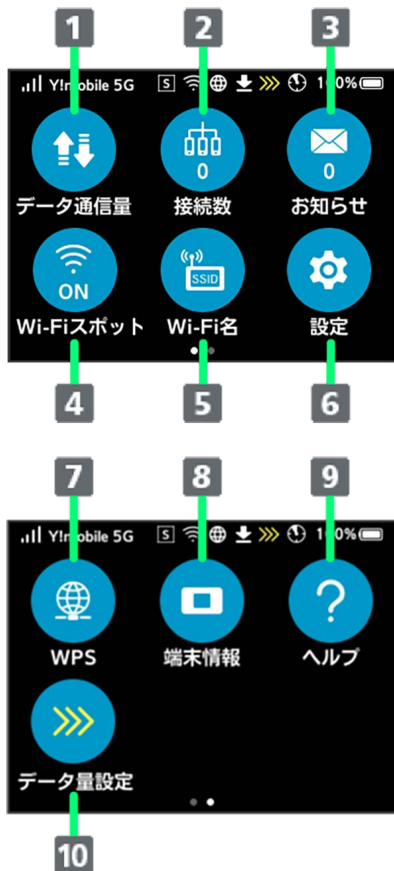 1 2 3
Y!mobile 5G S 100%
0 0
データ通信量 接続数 お知らせ
ON SSID
Wi-Fiスポット Wi-Fi名 設定
4 5 6
7 8 9
Y!mobile 5G S 100%
?
WPS 端末情報 ヘルプ
データ量設定
10